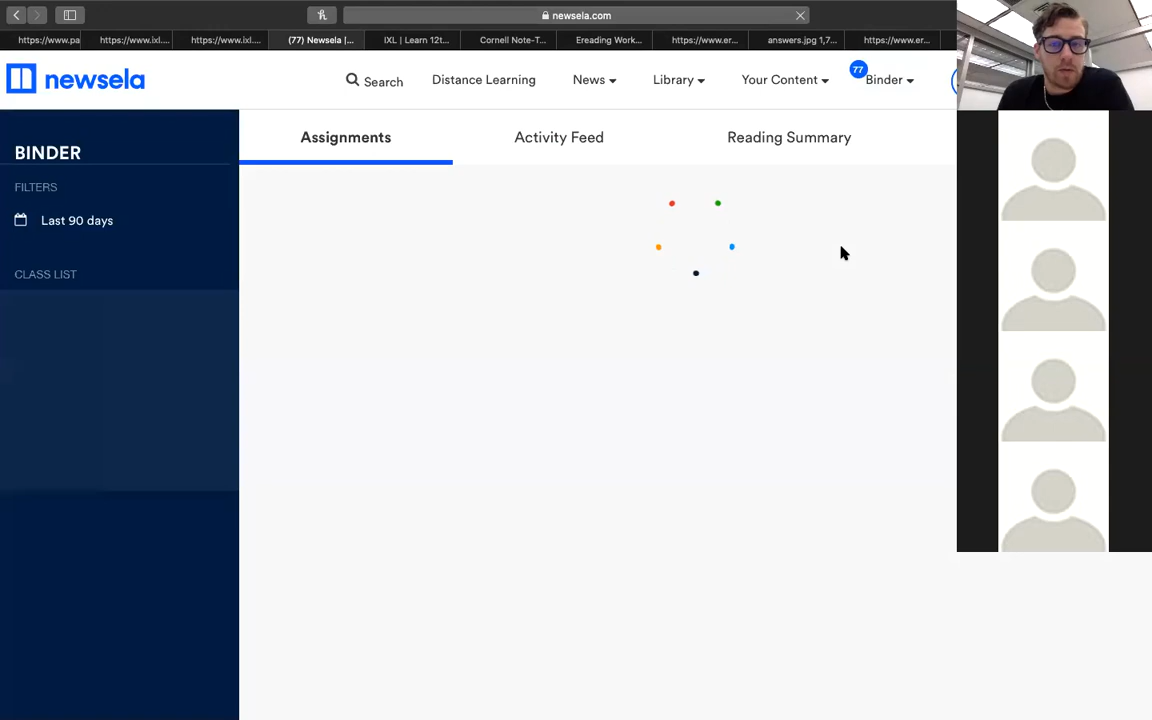 newsela.com
https://www.pa
https://www.ixl....
https://www.ixl....
(77) Newsela |...
IXL | Learn 12t...
Cornell Note-T...
Ereading Work...
https://www.er...
answers.jpg 1,7...
https://www.er...
newsela
Search
Distance Learning
News
Library
Your Content
77
Binder
BINDER
Assignments
Activity Feed
Reading Summary
FILTERS
Last 90 days
CLASS LIST